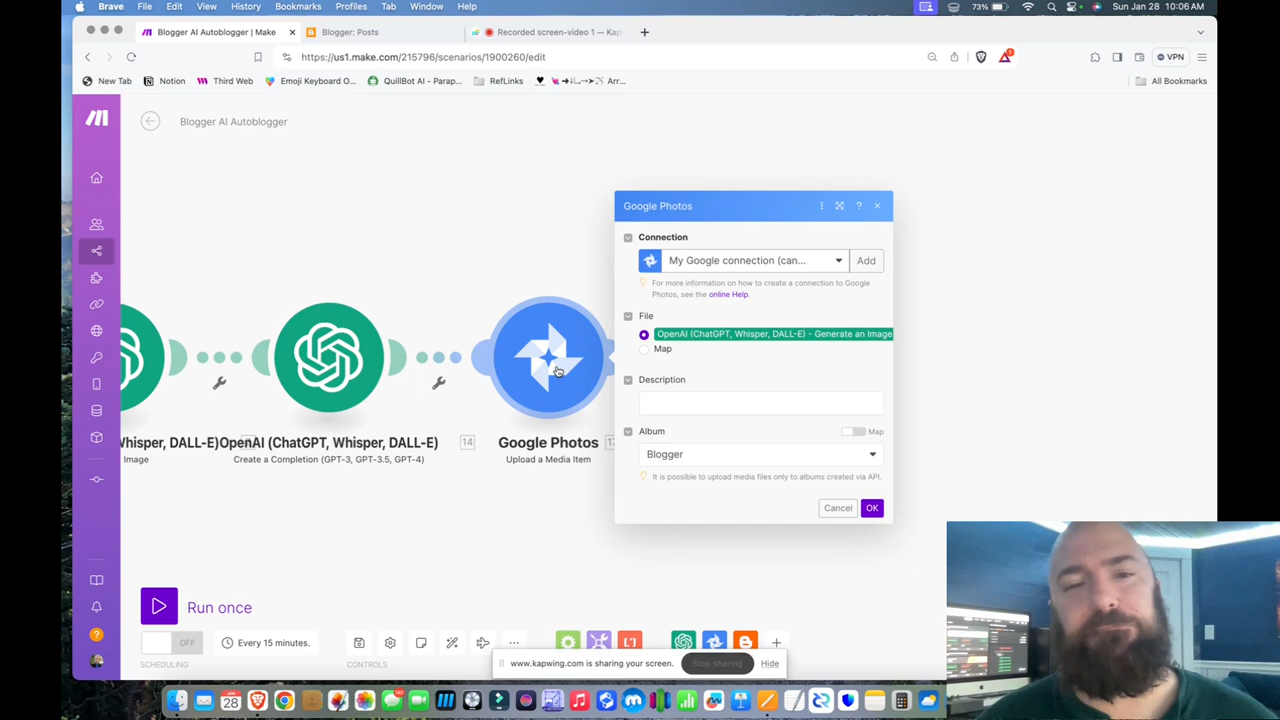 Brave File Edit View History Bookmarks Profiles Tab Window Help
73% Sun Jan 28 10:06 AM
Blogger AI Autoblogger | Make
Blogger: Posts
Recorded screen-video 1 — Kap
https://us1.make.com/215796/scenarios/1900260/edit
1
VPN
New Tab
Notion
Third Web
Emoji Keyboard O...
QuillBot AI - Parap...
RefLinks
Arr...
All Bookmarks
Blogger AI Autoblogger
Google Photos
Connection
My Google connection (can...
Add
For more information on how to create a connection to Google
Photos, see the online Help.
File
OpenAI (ChatGPT, Whisper, DALL-E) - Generate an Image
Map
Description
Album
Map
Blogger
It is possible to upload media files only to albums created via API.
Cancel
OK
Whisper, DALL-E)
Image
OpenAI (ChatGPT, Whisper, DALL-E)
14
Create a Completion (GPT-3, GPT-3.5, GPT-4)
Google Photos
Upload a Media Item
Run once
OFF
Every 15 minutes.
SCHEDULING
CONTROLS
www.kapwing.com is sharing your screen.
Stop sharing
Hide